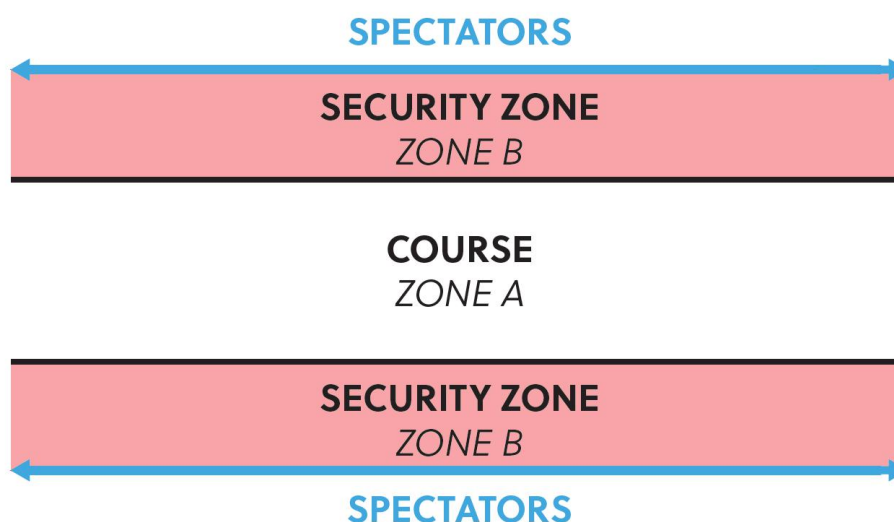 SPECTATORS
SECURITY ZONE
ZONE B
COURSE
ZONE A
SECURITY ZONE
ZONE B
SPECTATORS